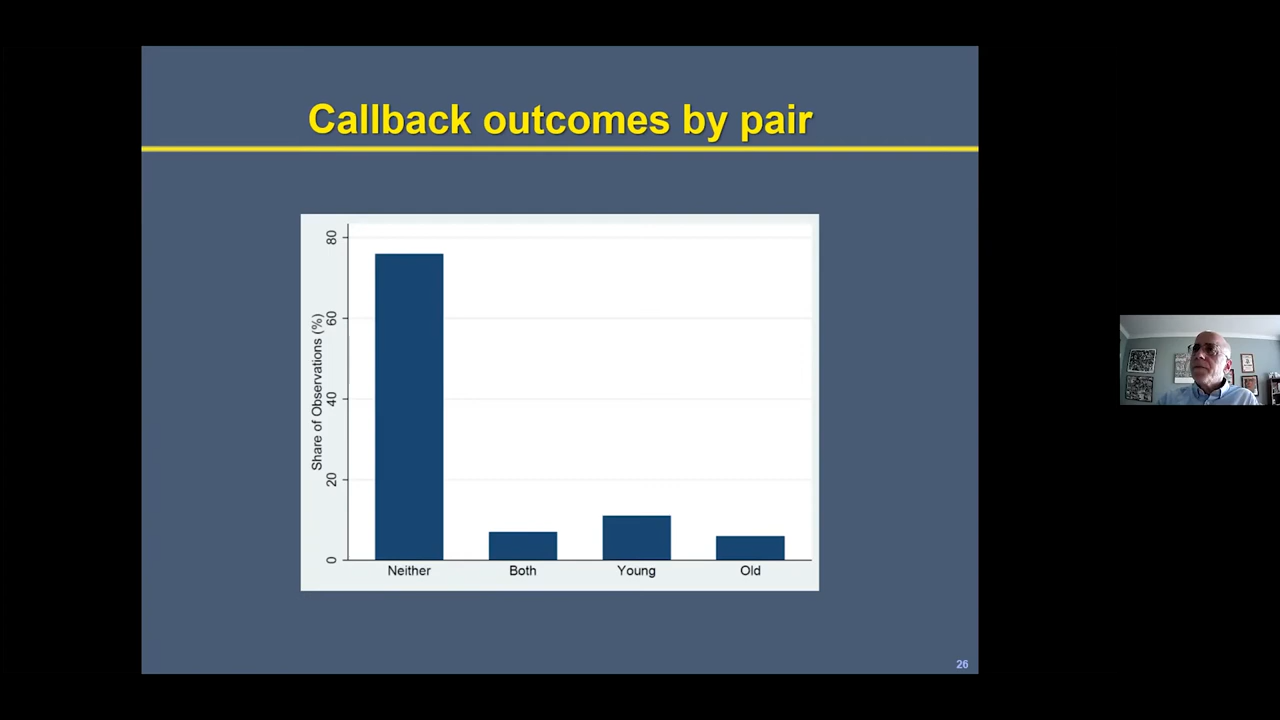 Callback outcomes by pair
Share of Observations (%)
80
60
40
20
0
Neither Both Young Old
26